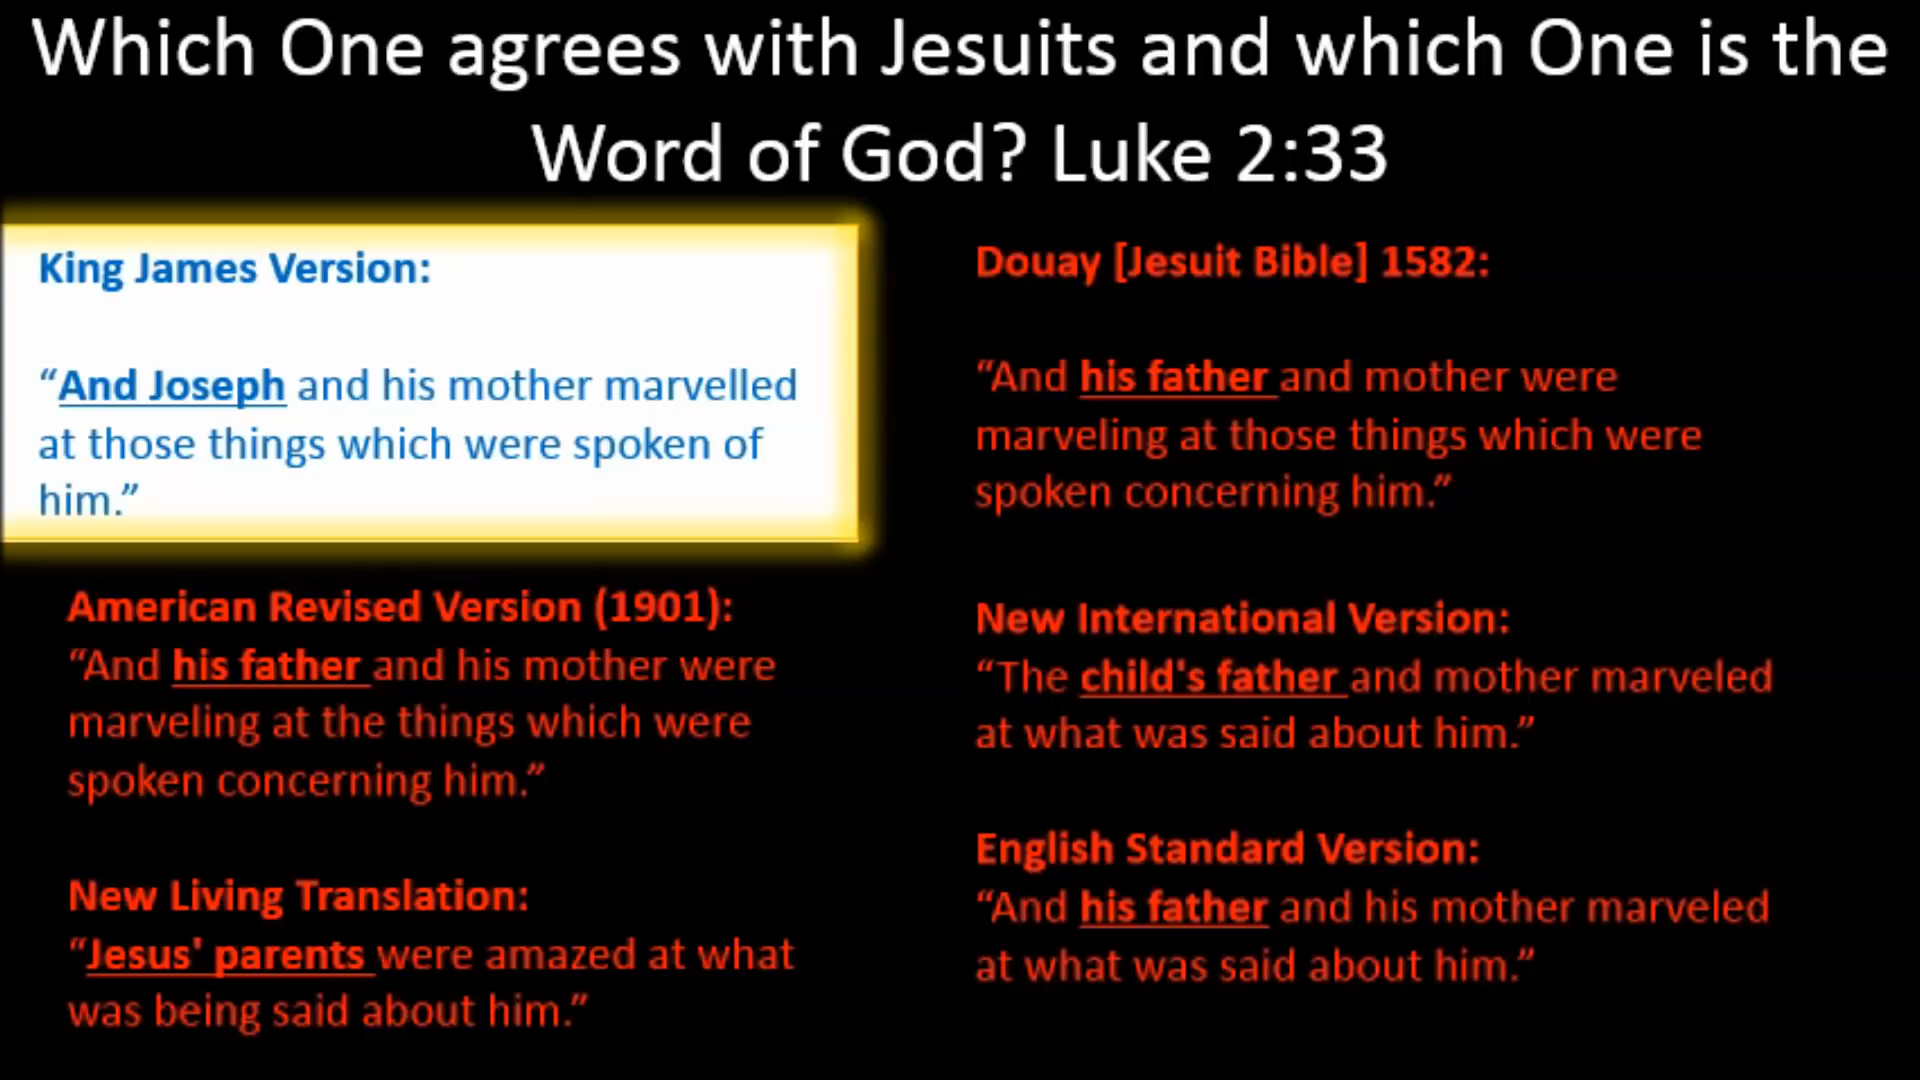 Which One agrees with Jesuits and which One is the
Word of God? Luke 2:33
King James Version:
“And Joseph and his mother marvelled
at those things which were spoken of
him.”
American Revised Version (1901):
“And his father and his mother were
marveling at the things which were
spoken concerning him.”
New Living Translation:
“Jesus' parents were amazed at what
was being said about him.”
Douay [Jesuit Bible] 1582:
“And his father and mother were
marveling at those things which were
spoken concerning him.”
New International Version:
“The child's father and mother marveled
at what was said about him.”
English Standard Version:
“And his father and his mother marveled
at what was said about him.”